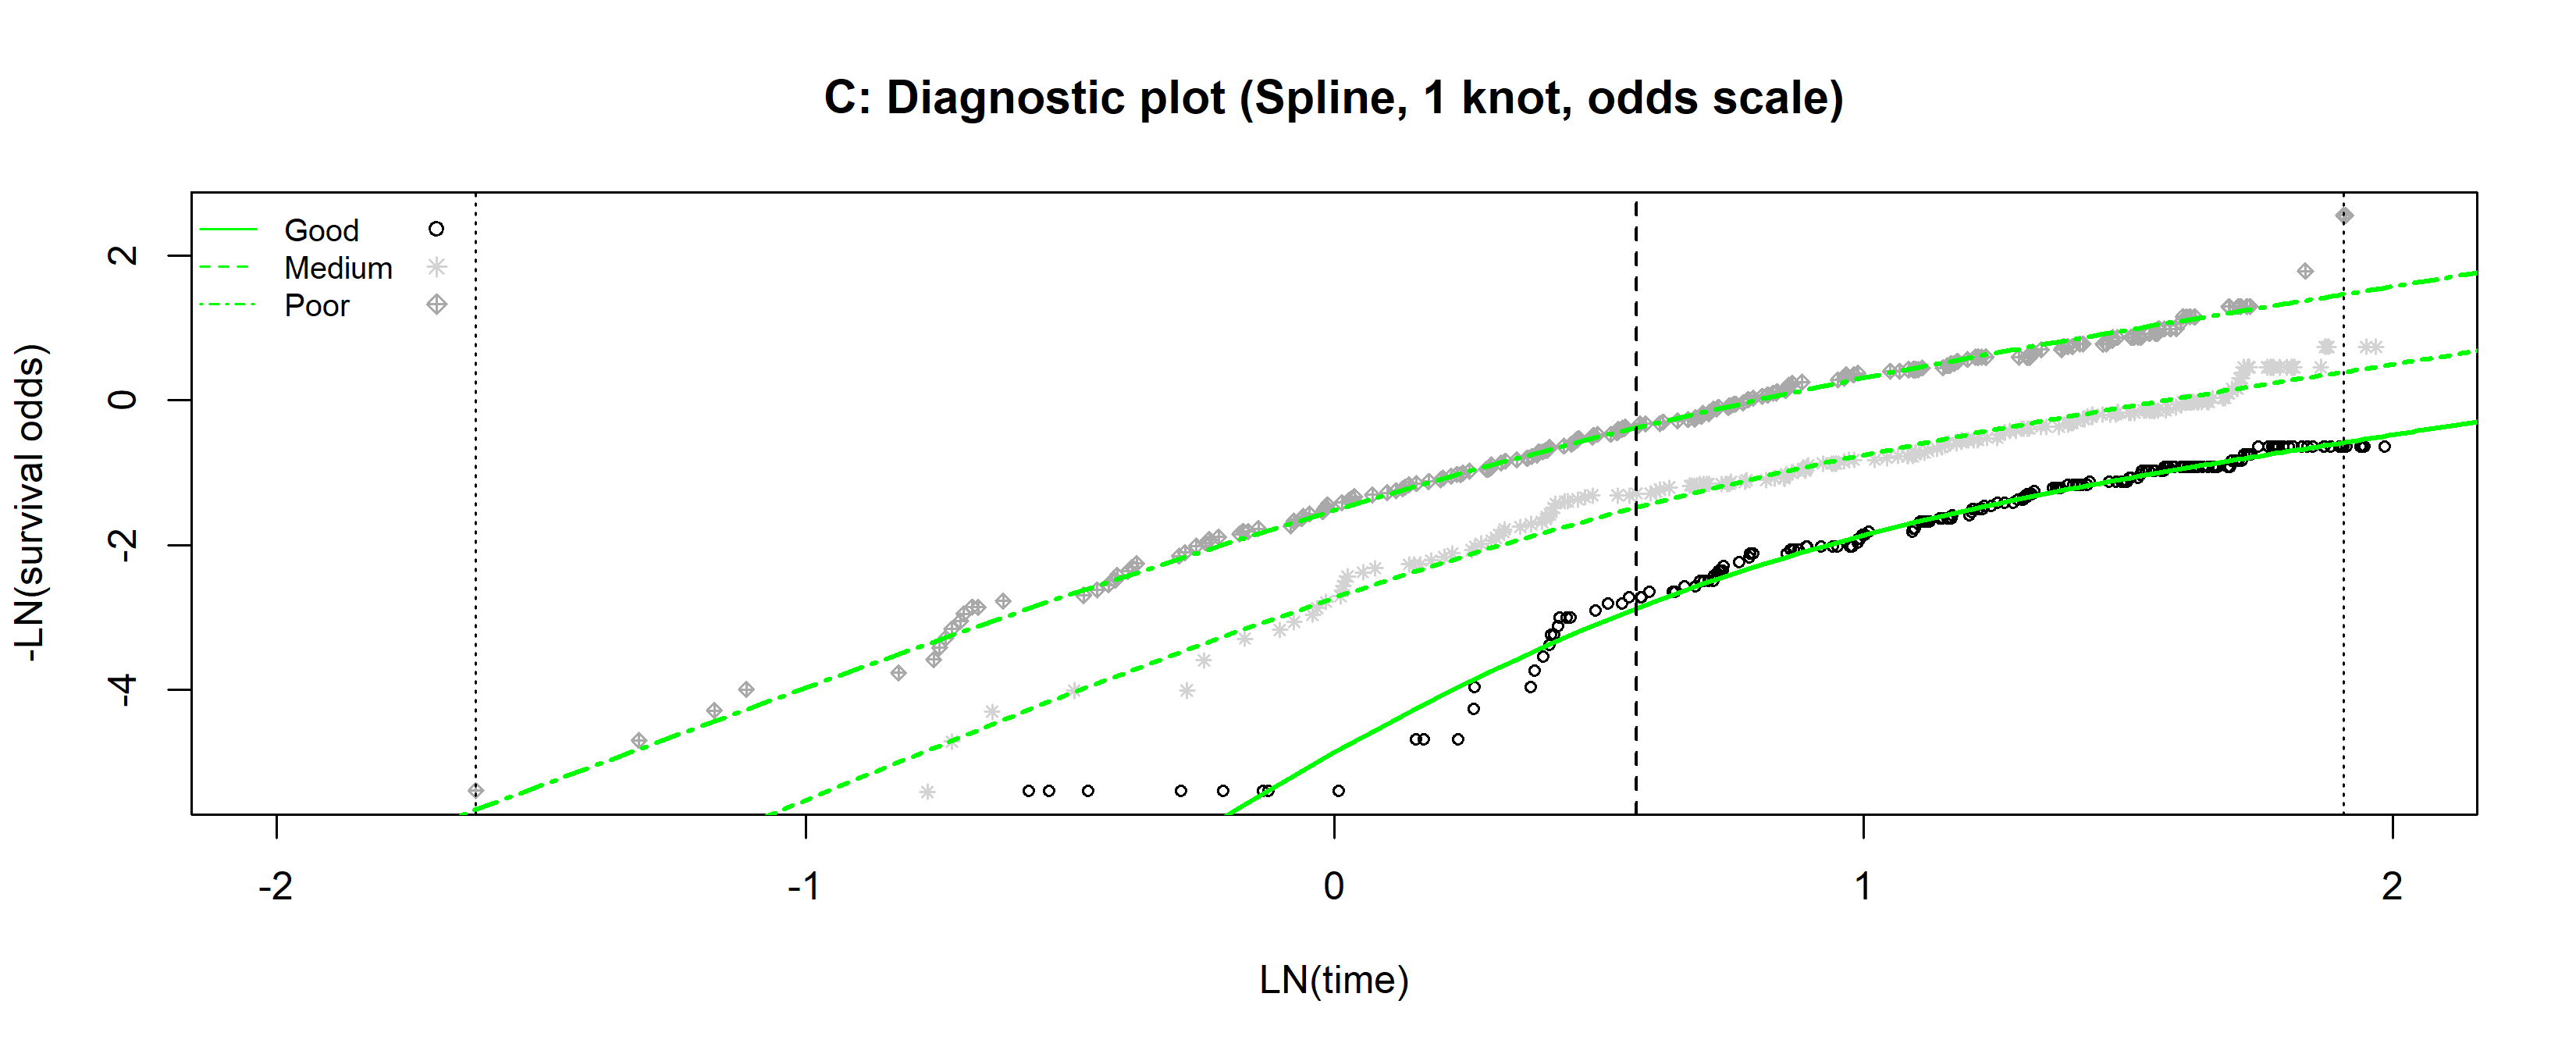 C: Diagnostic plot (Spline, 1 knot, odds scale)
Good
Medium
Poor
-LN(survival odds)
2
0
-2
-4
-2 -1 0 1 2
LN(time)